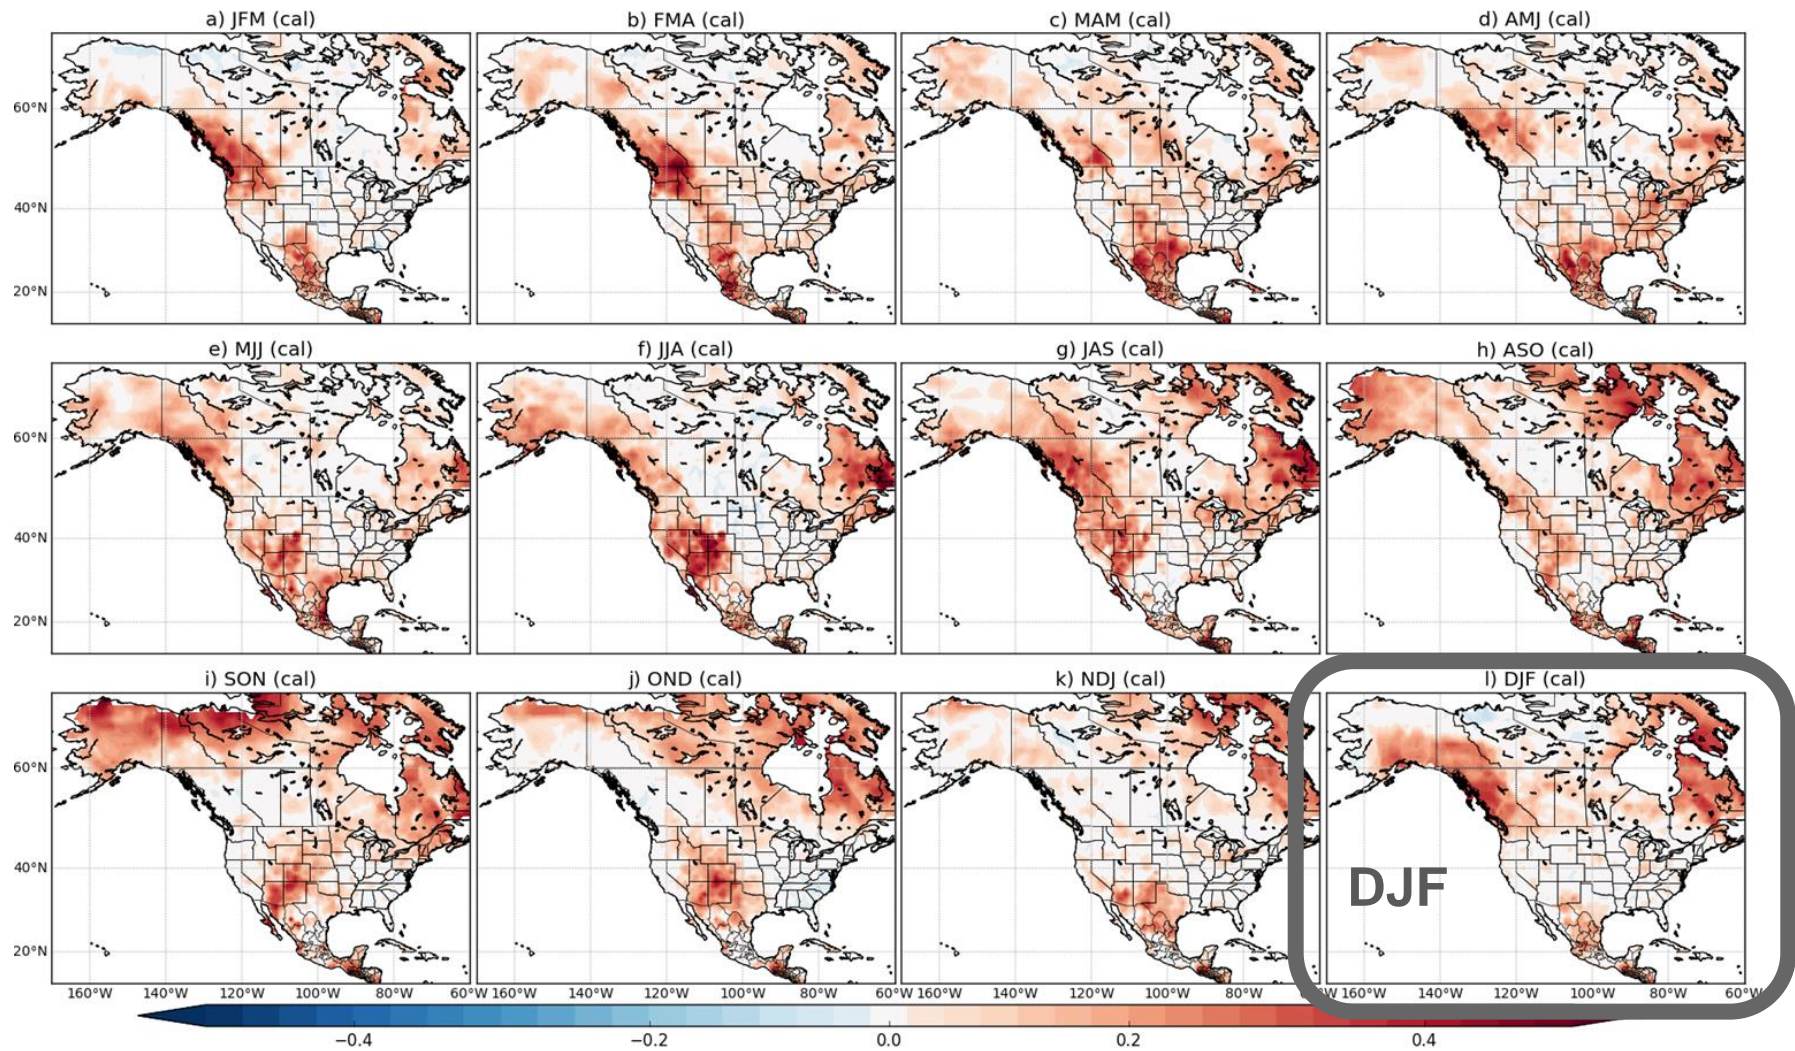 a) JFM (cal) b) FMA (cal) c) MAM (cal) d) AMJ (cal)
60°N
40°N
20°N
e) MJJ (cal) f) JJA (cal) g) JAS (cal) h) ASO (cal)
60°N
40°N
20°N
i) SON (cal) j) OND (cal) k) NDJ (cal) l) DJF (cal)
60°N
DJF
40°N
20°N
160°W 140°W 120°W 100°W 80°W 60°W 160°W 140°W 120°W 100°W 80°W 60°W 160°W 140°W 120°W 100°W 80°W 160°W 140°W 120°W 100°W 80°W 60°W
−0.4 −0.2 0.0 0.2 0.4